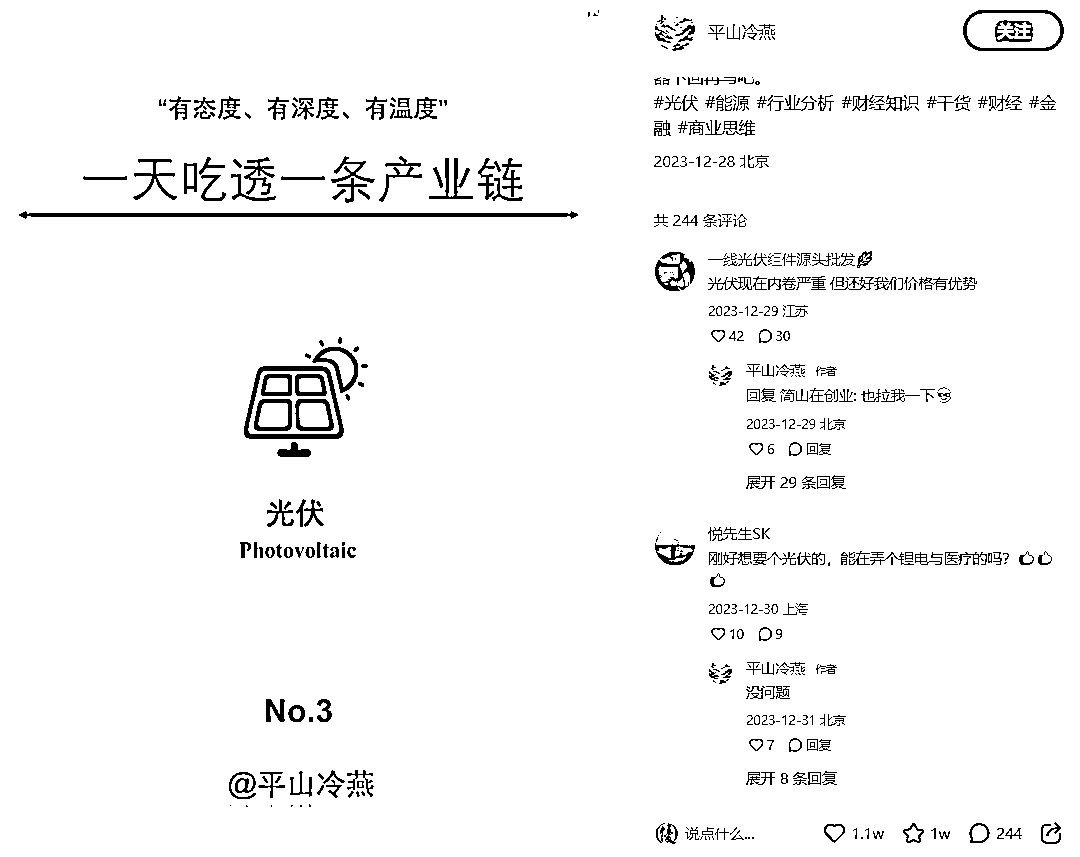 “有态度、有深度、有温度”
一天吃透一条产业链
光伏
Photovoltaic
No.3
@平山冷燕
平山冷燕
关注
器下回再写吧。
#光伏 #能源 #行业分析 #财经知识 #干货 #财经 #金
融 #商业思维
2023-12-28 北京
共 244 条评论
一线光伏组件源头批发
光伏现在内卷严重 但还好我们价格有优势
2023-12-29 江苏
42 30
平山冷燕 作者
回复 简山在创业: 也拉我一下
2023-12-29 北京
6 回复
展开 29 条回复
悦先生SK
刚好想要个光伏的，能在弄个锂电与医疗的吗？
2023-12-30 上海
10 9
平山冷燕 作者
没问题
2023-12-31 北京
7 回复
展开 8 条回复
说点什么...
1.1w 1w 244